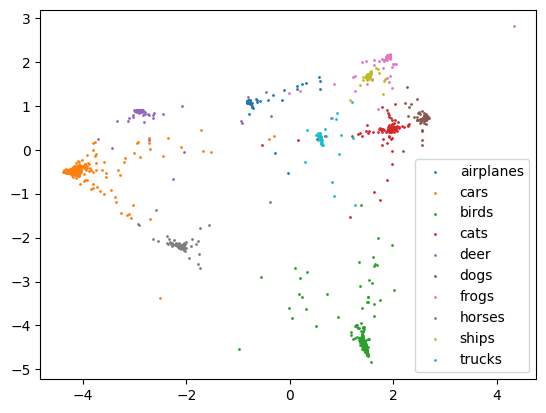 3
2
1
0
−1
−2
−3
−4
−5
−4
−2
0
2
4
airplanes
cars
birds
cats
deer
dogs
frogs
horses
ships
trucks